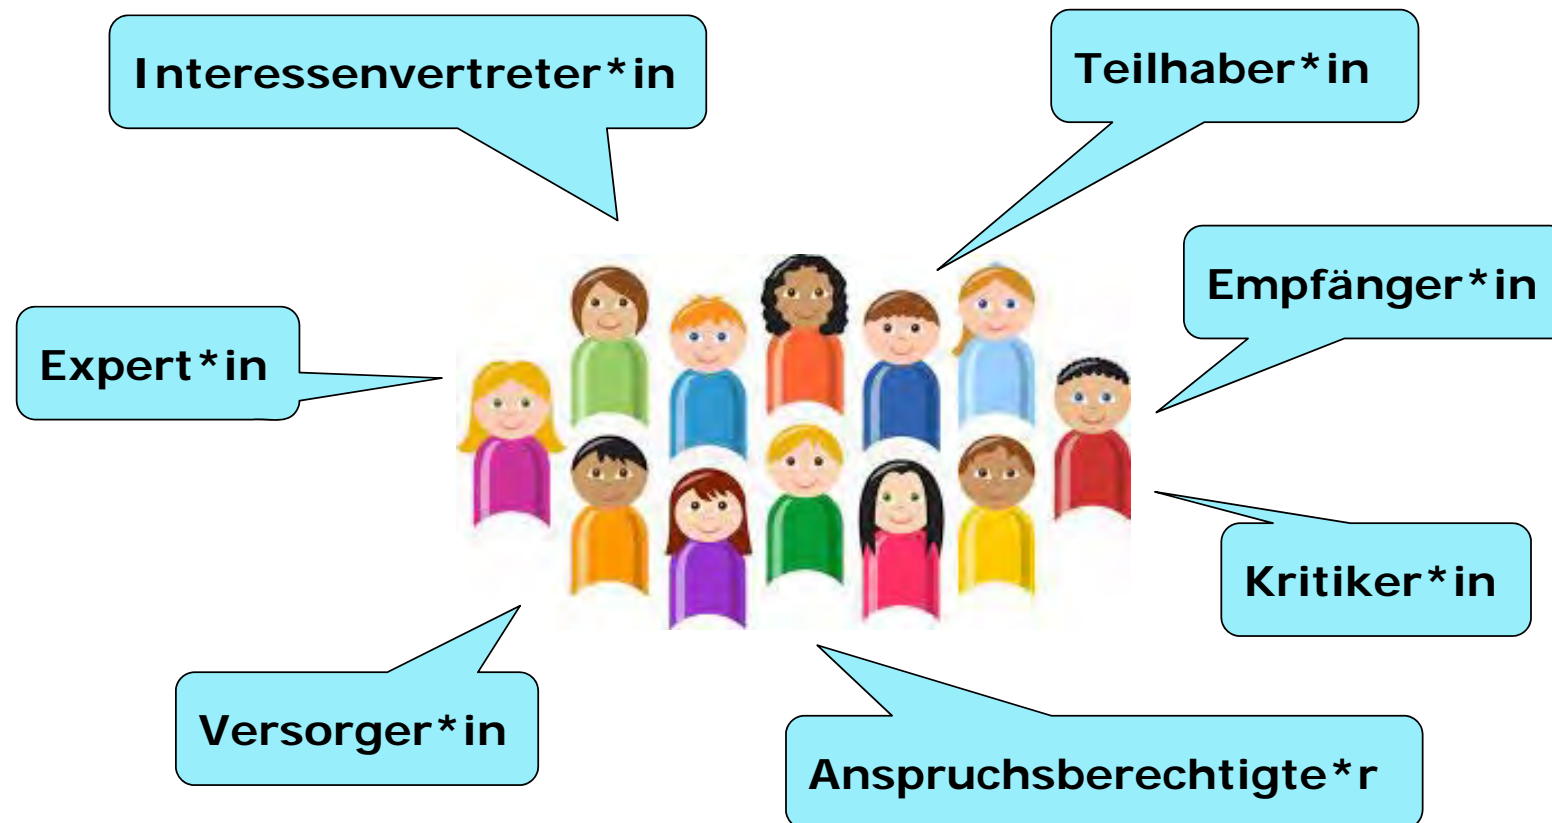 Interessenvertreter*in
Teilhaber*in
Empfänger*in
Expert*in
Kritiker*in
Versorger*in
Anspruchsberechtigte*r